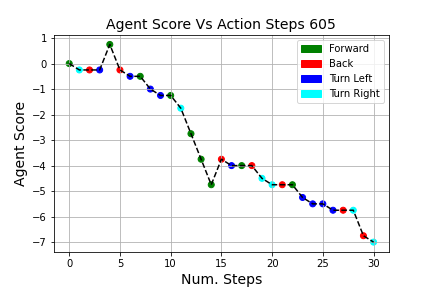 Agent Score Vs Action Steps 605
1
0
−1
−2
−3
−4
−5
−6
−7
Agent Score
Forward
Back
Turn Left
Turn Right
0
5
10
15
20
25
30
Num. Steps